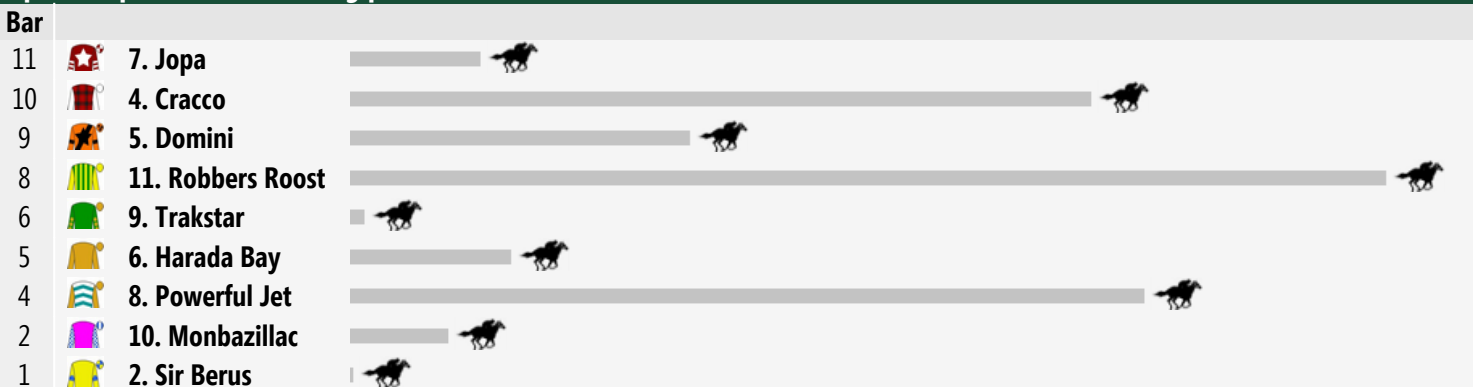 Bar
11 7. Jopa
10 4. Cracco
9 5. Domini
8 11. Robbers Roost
6 9. Trakstar
5 6. Harada Bay
4 8. Powerful Jet
2 10. Monbazillac
1 2. Sir Berus